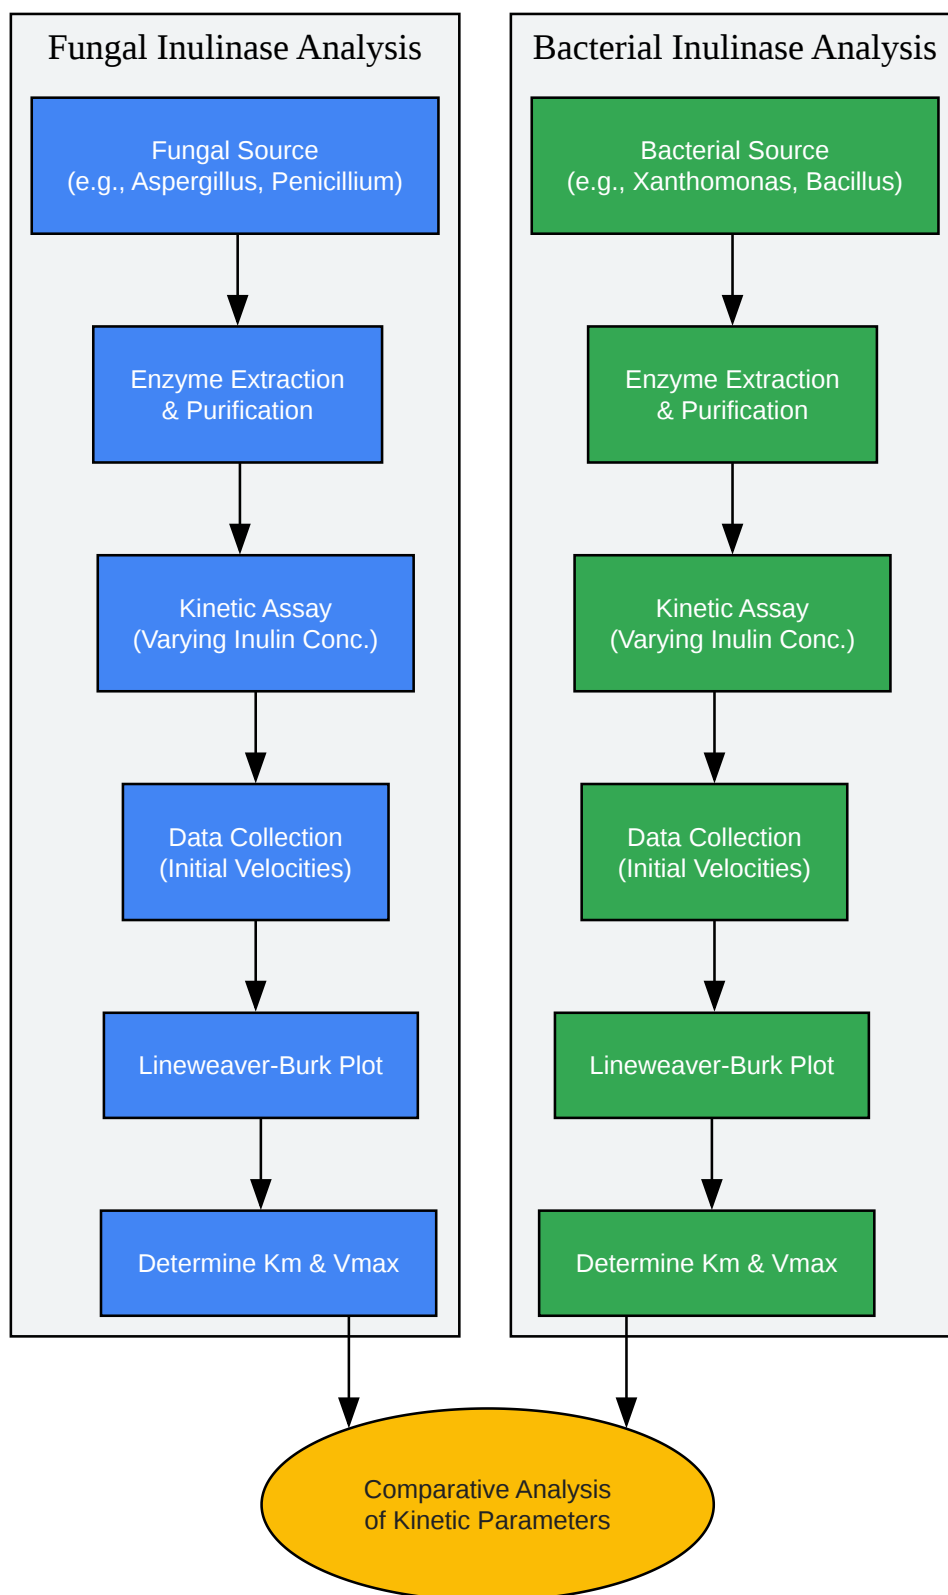 Fungal Inulinase Analysis
Fungal Source
(e.g., Aspergillus, Penicillium)
Enzyme Extraction
& Purification
Kinetic Assay
(Varying Inulin Conc.)
Data Collection
(Initial Velocities)
Lineweaver-Burk Plot
Determine Km & Vmax
Bacterial Inulinase Analysis
Bacterial Source
(e.g., Xanthomonas, Bacillus)
Enzyme Extraction
& Purification
Kinetic Assay
(Varying Inulin Conc.)
Data Collection
(Initial Velocities)
Lineweaver-Burk Plot
Determine Km & Vmax
Comparative Analysis
of Kinetic Parameters